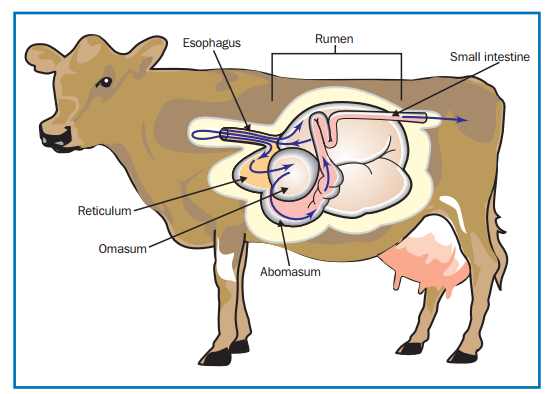 Esophagus
Rumen
Small intestine
Reticulum
Omasum
Abomasum